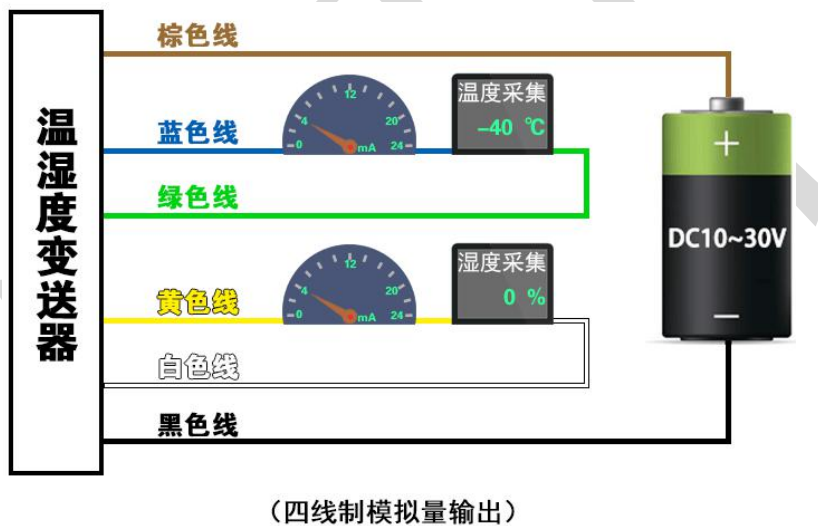 温湿度变送器
棕色线
蓝色线
0
4
12
20
24
mA
温度采集
-40 ℃
绿色线
黄色线
0
4
12
20
24
mA
湿度采集
0 %
白色线
黑色线
+
DC10~30V
—
（四线制模拟量输出）